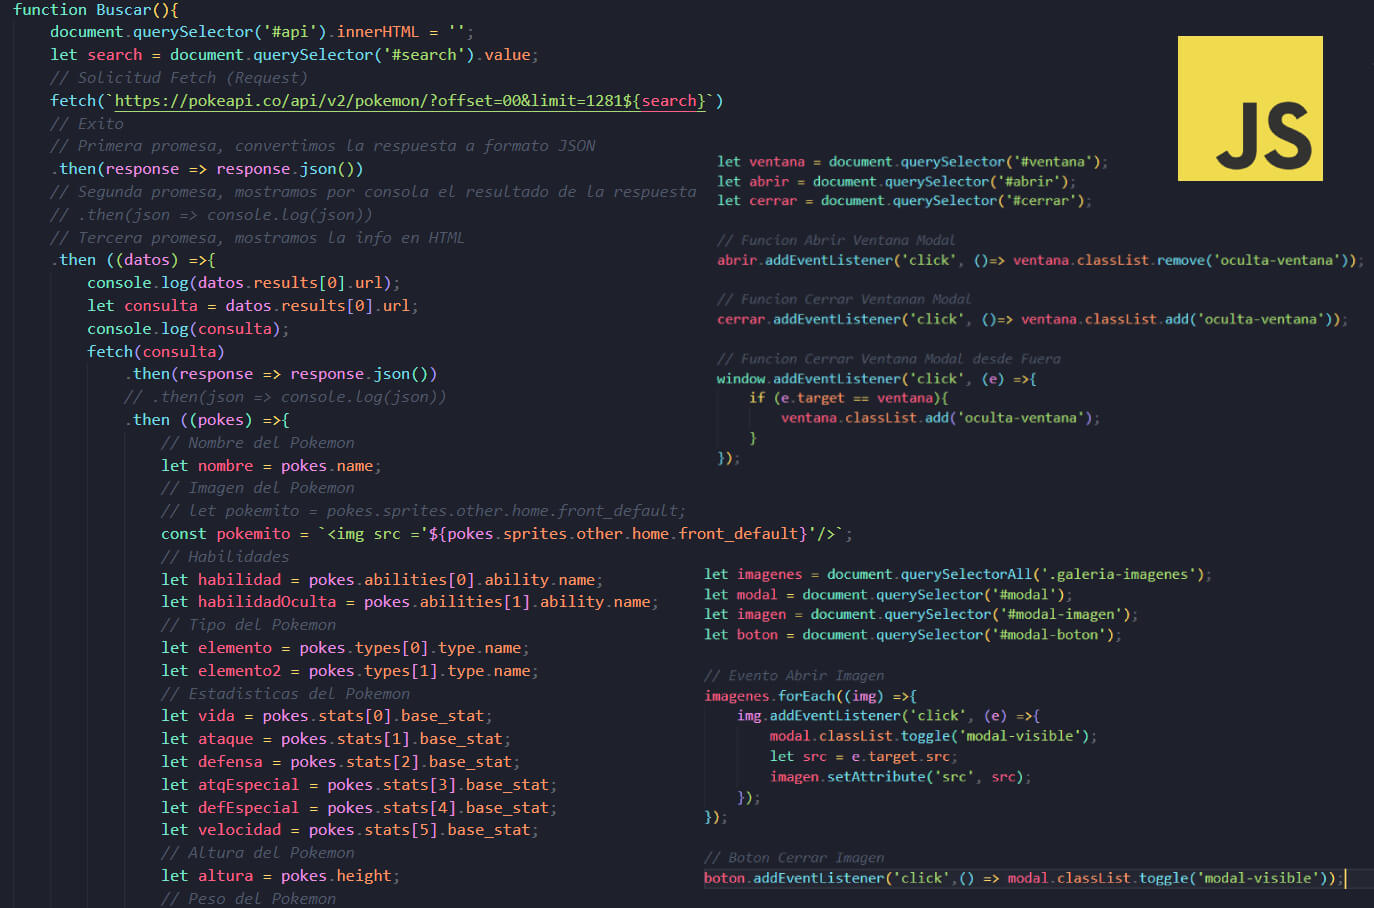 function Buscar(){
document.querySelector('#api').innerHTML = '';
let search = document.querySelector('#search').value;
// Solicitud Fetch (Request)
fetch(`https://pokeapi.co/api/v2/pokemon/?offset=00&limit=1281${search}`)
// Exito
// Primera promesa, convertimos la respuesta a formato JSON
.then(response => response.json())
// Segunda promesa, mostramos por consola el resultado de la respuesta
// .then(json => console.log(json))
// Tercera promesa, mostramos la info en HTML
.then ((datos) =>{
console.log(datos.results[0].url);
let consulta = datos.results[0].url;
console.log(consulta);
fetch(consulta)
.then(response => response.json())
// .then(json => console.log(json))
.then ((pokes) =>{
// Nombre del Pokemon
let nombre = pokes.name;
// Imagen del Pokemon
// let pokemito = pokes.sprites.other.home.front_default;
const pokemito = `<img src ='${pokes.sprites.other.home.front_default}'/>`;
// Habilidades
let habilidad = pokes.abilities[0].ability.name;
let habilidadOculta = pokes.abilities[1].ability.name;
// Tipo del Pokemon
let elemento = pokes.types[0].type.name;
let elemento2 = pokes.types[1].type.name;
// Estadisticas del Pokemon
let vida = pokes.stats[0].base_stat;
let ataque = pokes.stats[1].base_stat;
let defensa = pokes.stats[2].base_stat;
let atqEspecial = pokes.stats[3].base_stat;
let defEspecial = pokes.stats[4].base_stat;
let velocidad = pokes.stats[5].base_stat;
// Altura del Pokemon
let altura = pokes.height;
// Peso del Pokemon
JS
let ventana = document.querySelector('#ventana');
let abrir = document.querySelector('#abrir');
let cerrar = document.querySelector('#cerrar');
// Funcion Abrir Ventana Modal
abrir.addEventListener('click', ()=> ventana.classList.remove('oculta-ventana'));
// Funcion Cerrar Ventanan Modal
cerrar.addEventListener('click', ()=> ventana.classList.add('oculta-ventana'));
// Funcion Cerrar Ventana Modal desde Fuera
window.addEventListener('click', (e) =>{
if (e.target == ventana){
ventana.classList.add('oculta-ventana');
}
});
let imagenes = document.querySelectorAll('.galeria-imagenes');
let modal = document.querySelector('#modal');
let imagen = document.querySelector('#modal-imagen');
let boton = document.querySelector('#modal-boton');
// Evento Abrir Imagen
imagenes.forEach((img) =>{
img.addEventListener('click', (e) =>{
modal.classList.toggle('modal-visible');
let src = e.target.src;
imagen.setAttribute('src', src);
});
});
// Boton Cerrar Imagen
boton.addEventListener('click',() => modal.classList.toggle('modal-visible'));